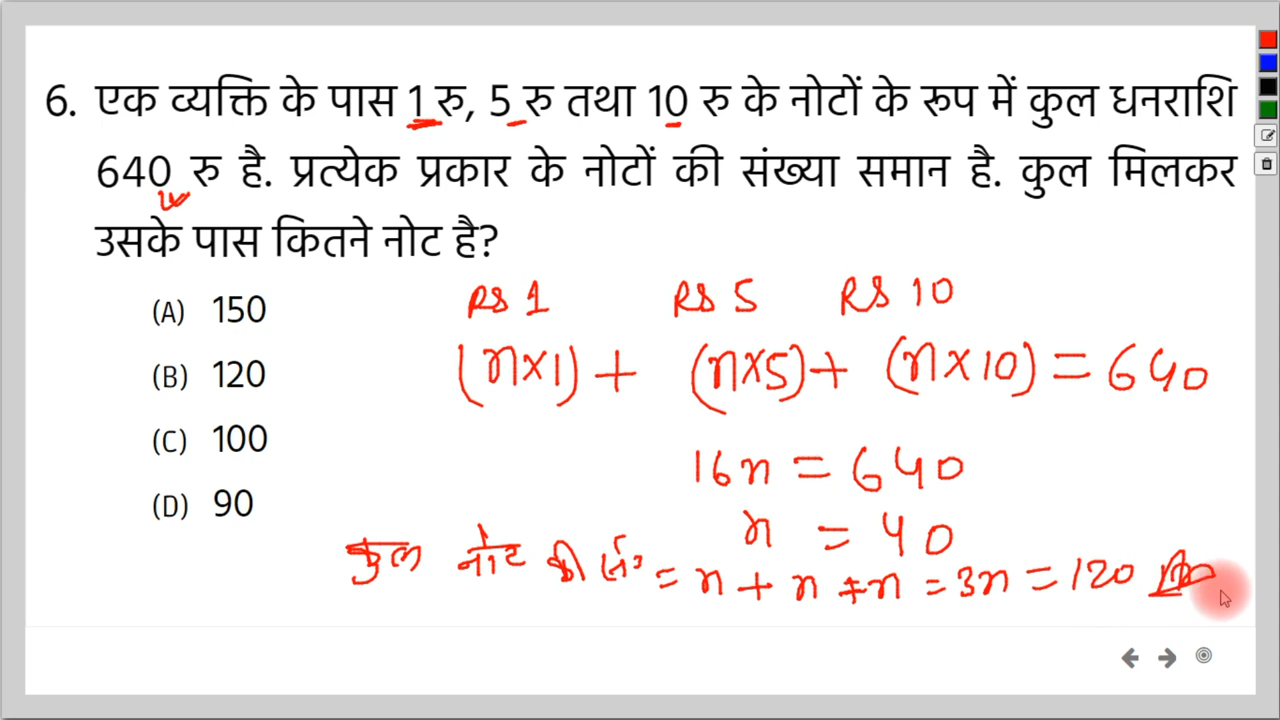 6. एक व्यक्ति के पास 1 रु, 5 रु तथा 10 रु के नोटों के रूप में कुल धनराशि
640 रु है. प्रत्येक प्रकार के नोटों की संख्या समान है. कुल मिलकर
उसके पास कितने नोट है?
(A) 150
(B) 120
(C) 100
(D) 90
RS 1 RS 5 RS 10
(n×1) + (n×5) + (n×10) = 640
16n = 640
n = 40
कुल नोट की सं० = n + n + n = 3n = 120